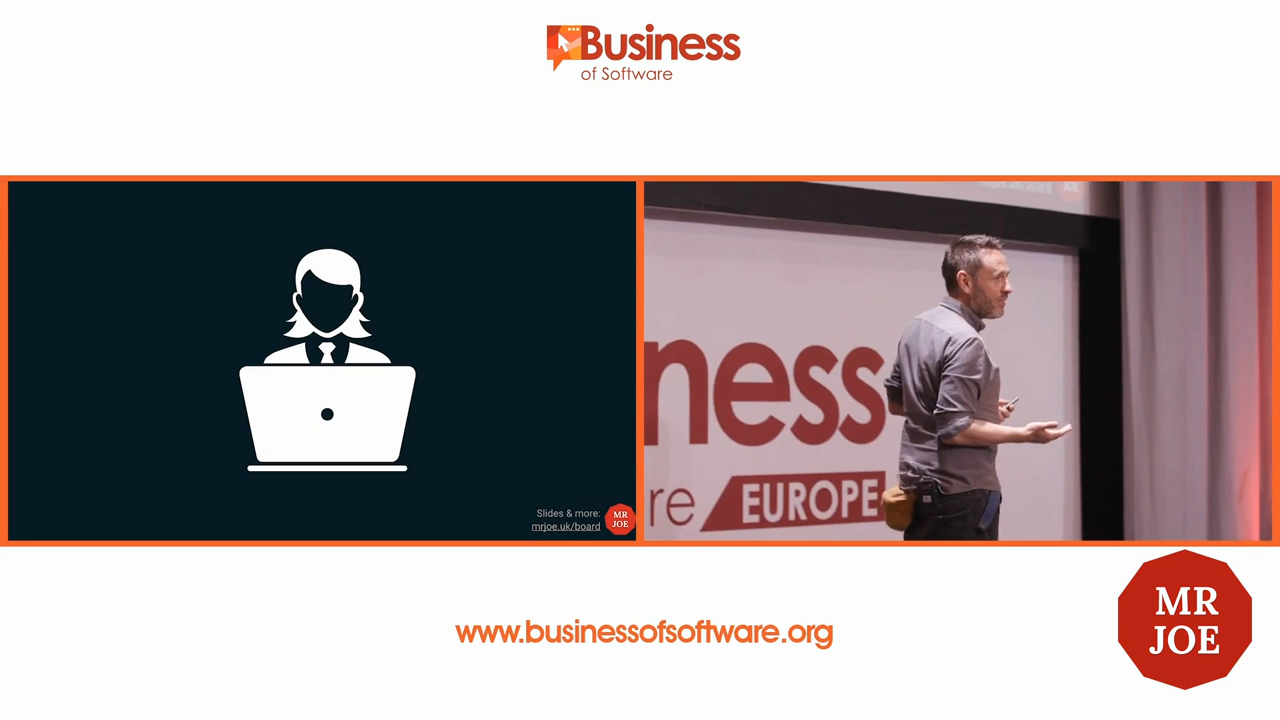 Business
of Software
Slides & more:
mrjoe.uk/board
MR
JOE
ness
re
EUROPE
www.businessofsoftware.org
MR
JOE